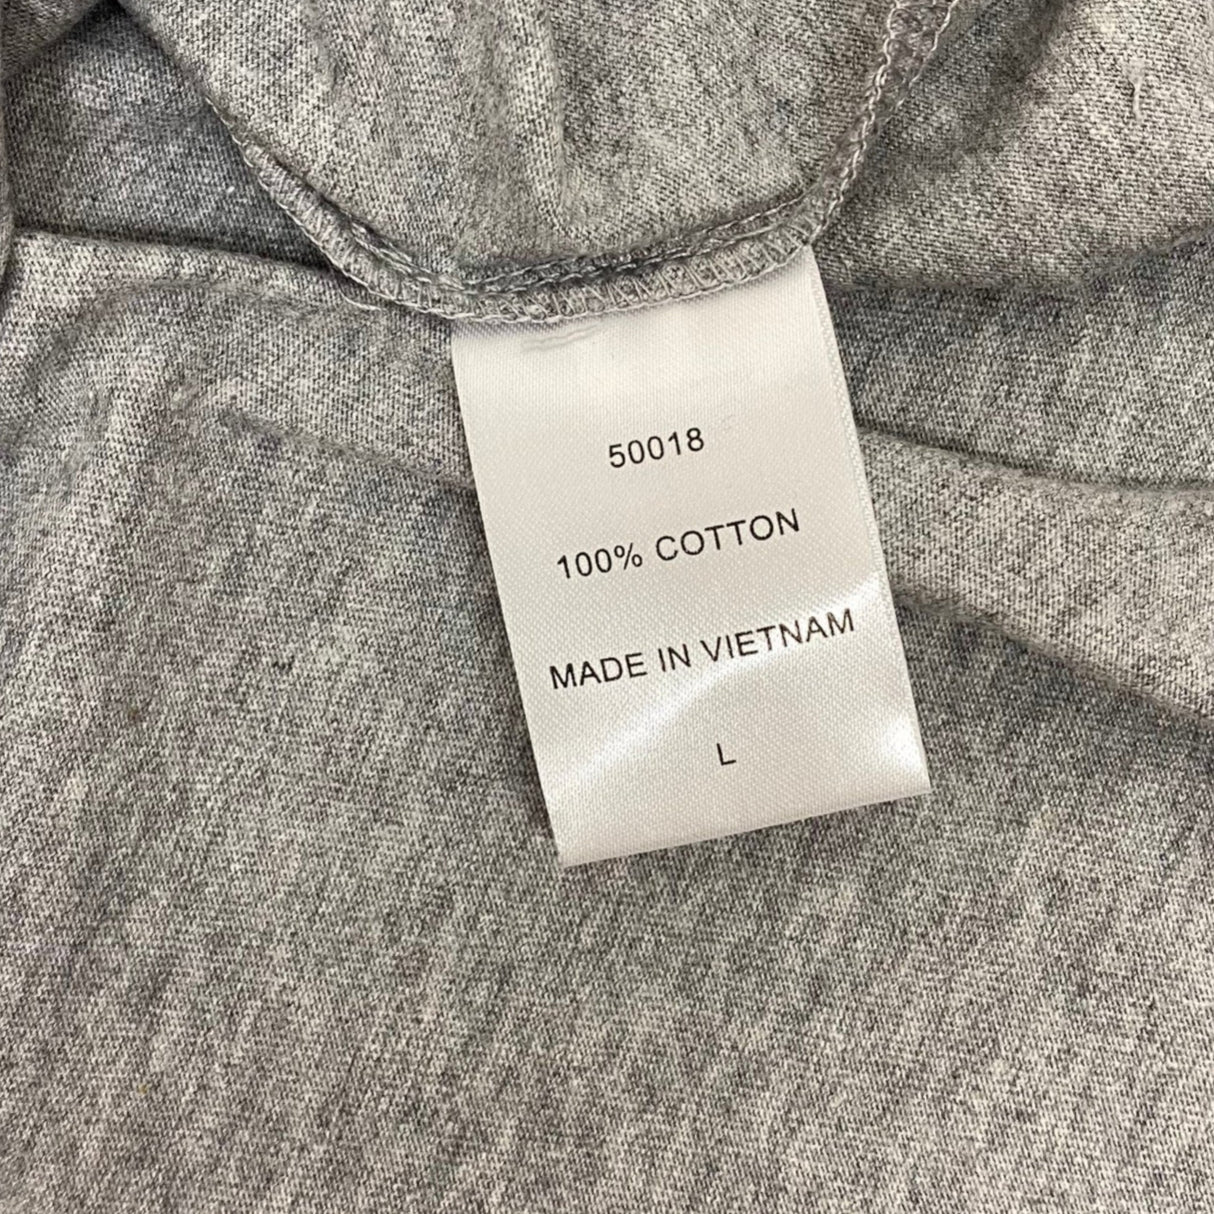 50018
100% COTTON
MADE IN VIETNAM
L